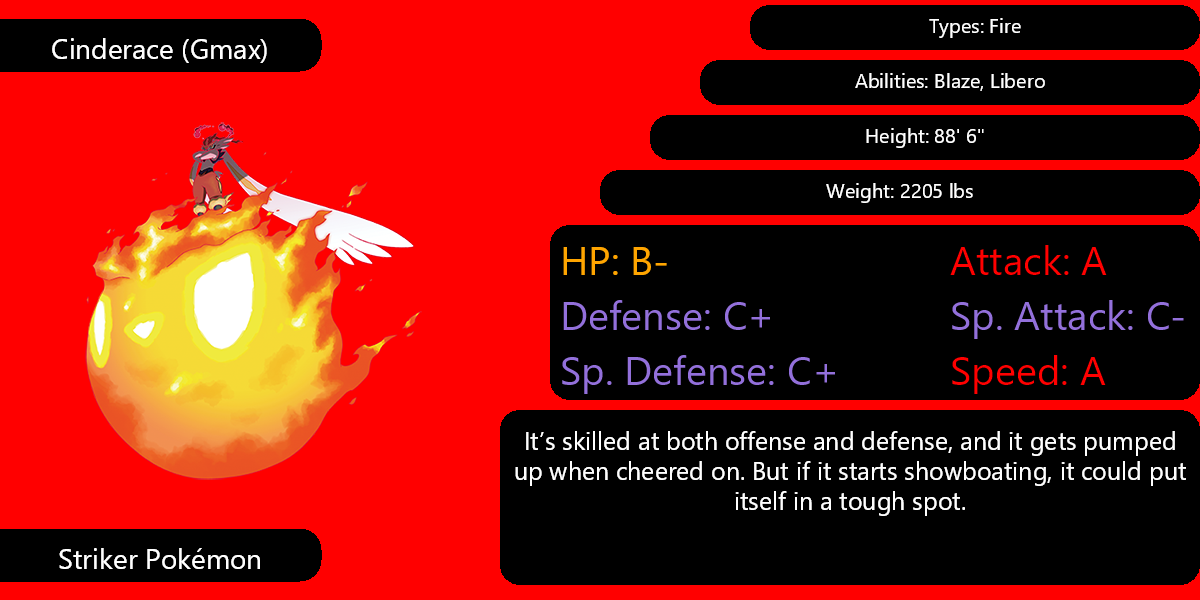 Cinderace (Gmax)
Types: Fire
Abilities: Blaze, Libero
Height: 88' 6"
Weight: 2205 lbs
HP: B-
Attack: A
Defense: C+
Sp. Attack: C-
Sp. Defense: C+
Speed: A
It’s skilled at both offense and defense, and it gets pumped
up when cheered on. But if it starts showboating, it could put
itself in a tough spot.
Striker Pokémon